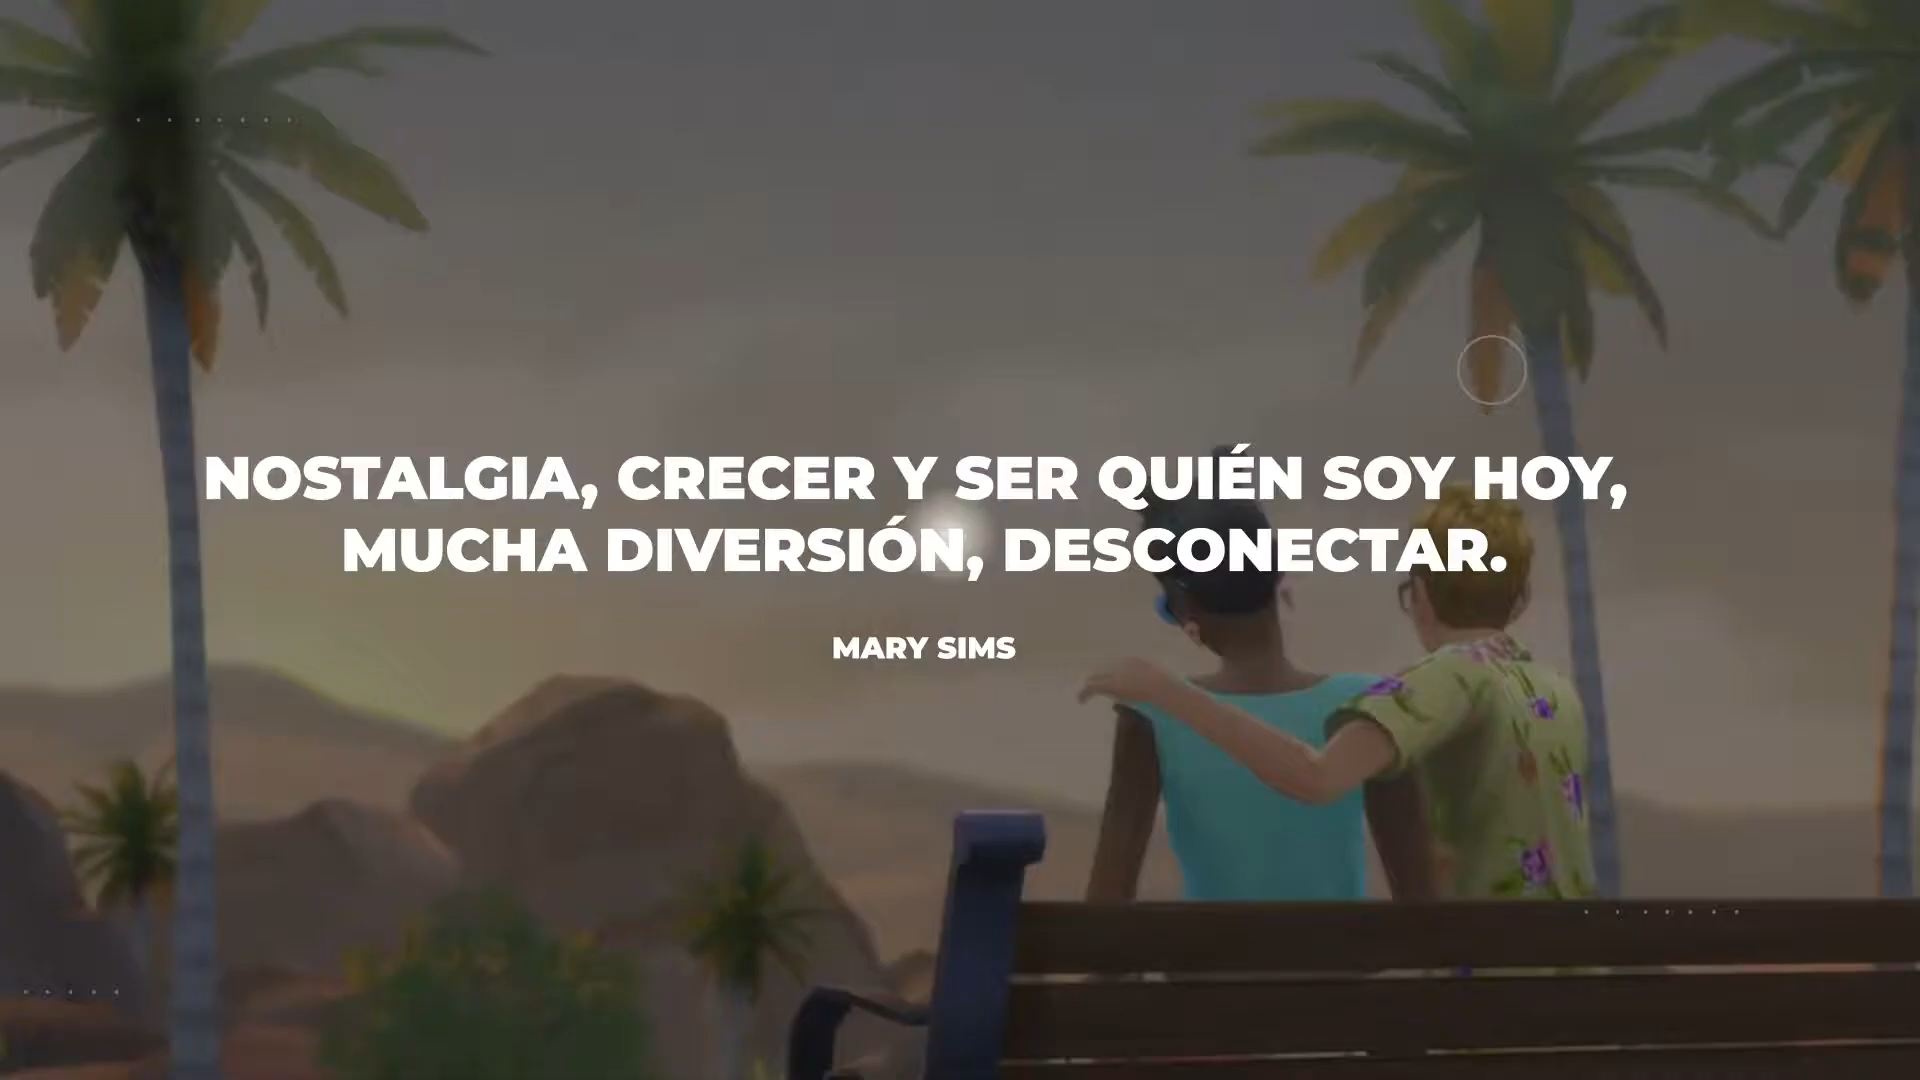 NOSTALGIA, CRECER Y SER QUIÉN SOY HOY,
MUCHA DIVERSIÓN, DESCONECTAR.
MARY SIMS